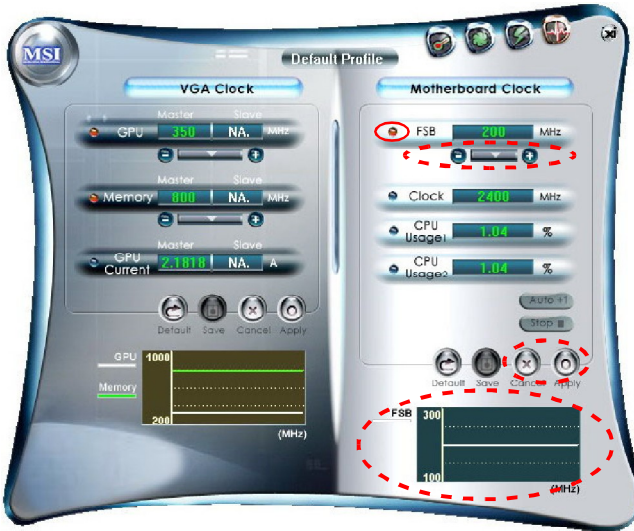 MSI
Default Profile
VGA Clock
Master Slave
GPU 350 NA. MHz
Master Slave
Memory 800 NA. MHz
Master Slave
GPU Current 2.1818 NA. A
Default Save Cancel Apply
GPU
Memory
1000
200
(MHz)
Motherboard Clock
FSB 200 MHz
Clock 2400 MHz
CPU Usage1 1.04 %
CPU Usage2 1.04 %
Auto +1
Stop
Default Save Cancel Apply
FSB
300
100
(MHz)